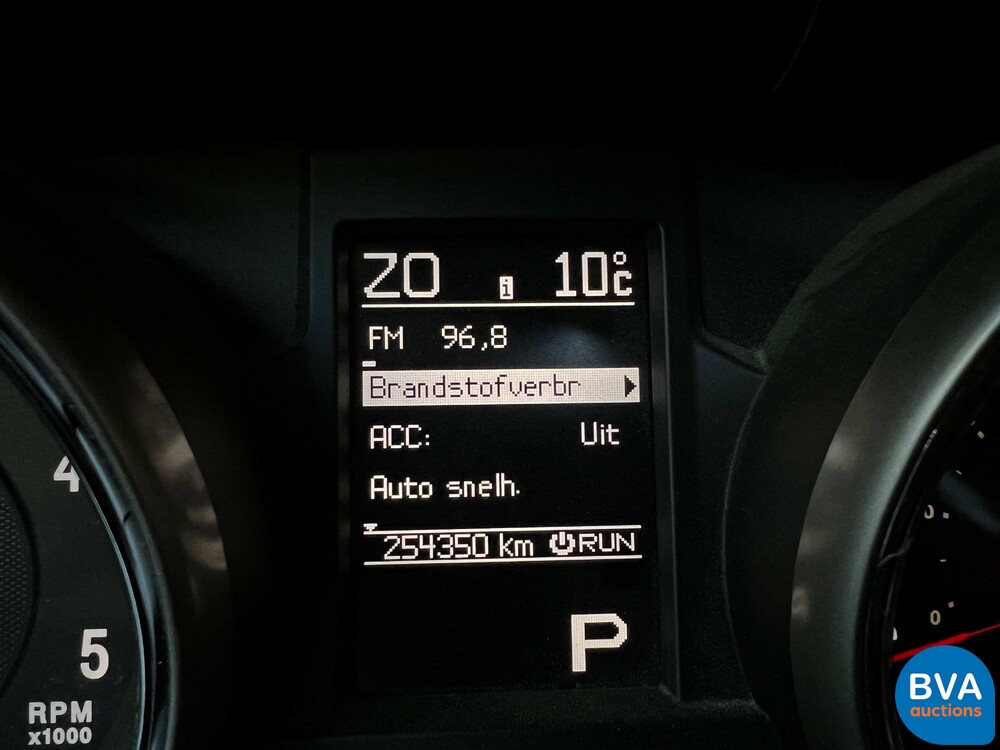 ZO i 10°C
FM 96,8
Brandstofverbr
ACC: Uit
Auto snelh.
254350 km RUN
P
4
5
RPM
x1000
0
BVA
auctions